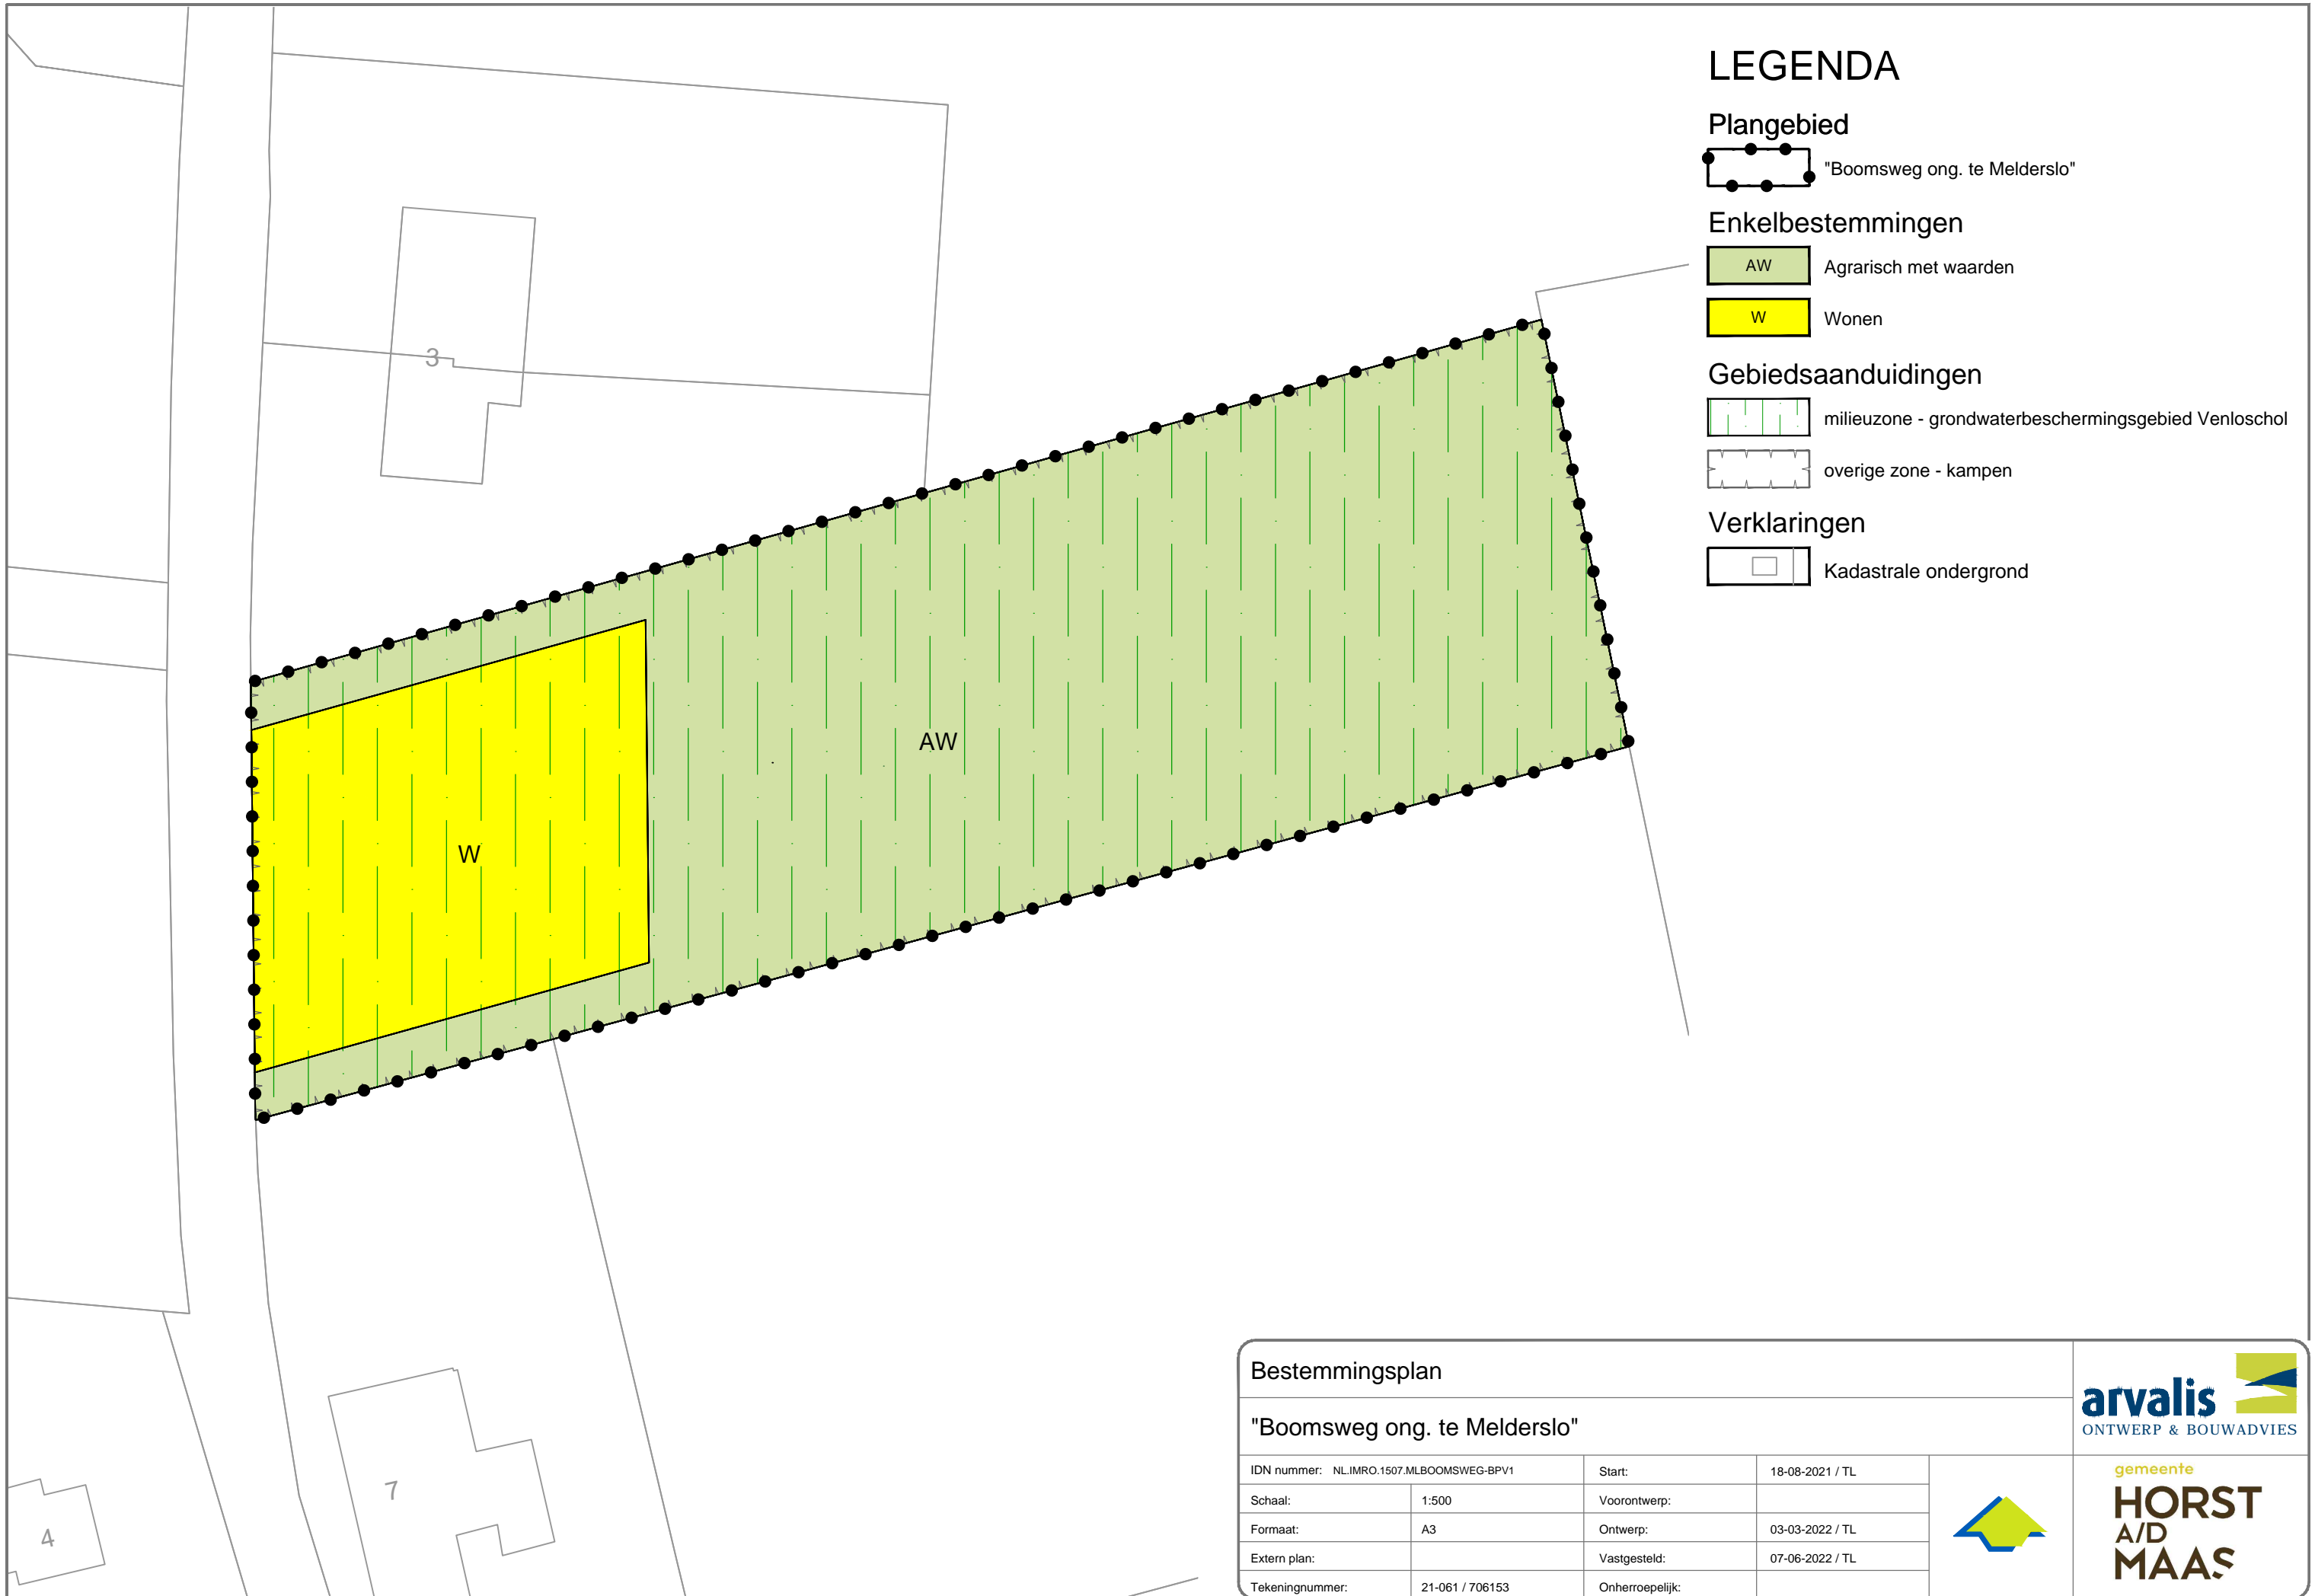 LEGENDA
Plangebied
"Boomsweg ong. te Melderslo"
Enkelbestemmingen
AW Agrarisch met waarden
W Wonen
Gebiedsaanduidingen
milieuzone - grondwaterbeschermingsgebied Venloschol
overige zone - kampen
Verklaringen
Kadastrale ondergrond
3
AW
W
7
4
Bestemmingsplan
"Boomsweg ong. te Melderslo"
IDN nummer: NL.IMRO.1507.MLBOOMSWEG-BPV1 Start: 18-08-2021 / TL
Schaal: 1:500 Voorontwerp:
Formaat: A3 Ontwerp: 03-03-2022 / TL
Extern plan: Vastgesteld: 07-06-2022 / TL
Tekeningnummer: 21-061 / 706153 Onherroepelijk:
arvalis
ONTWERP & BOUWADVIES
gemeente
HORST
A/D
MAAS